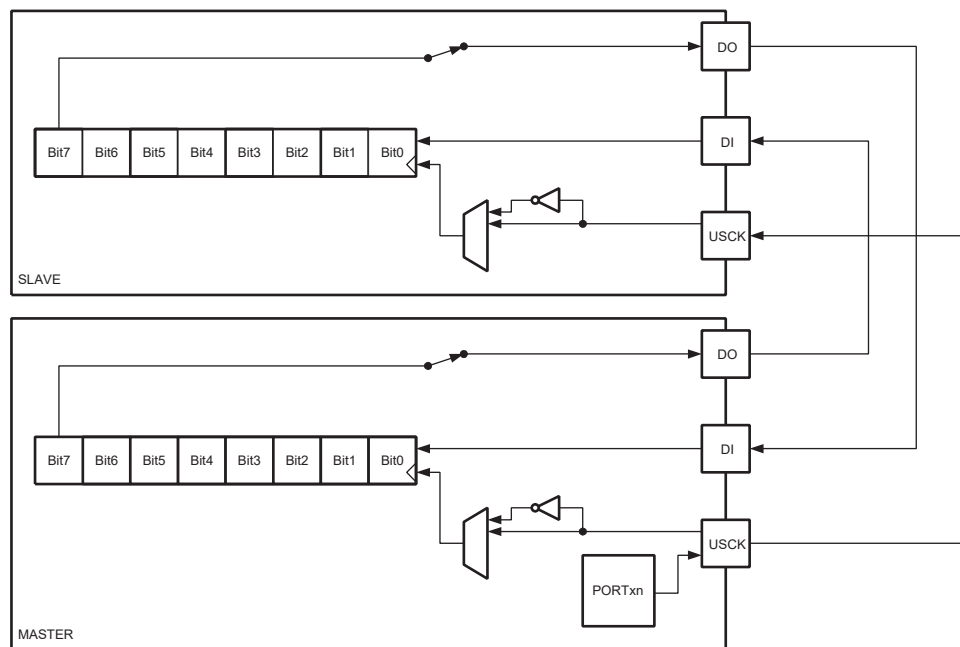 DO
Bit7 Bit6 Bit5 Bit4 Bit3 Bit2 Bit1 Bit0
DI
USCK
SLAVE
DO
Bit7 Bit6 Bit5 Bit4 Bit3 Bit2 Bit1 Bit0
DI
USCK
PORTxn
MASTER